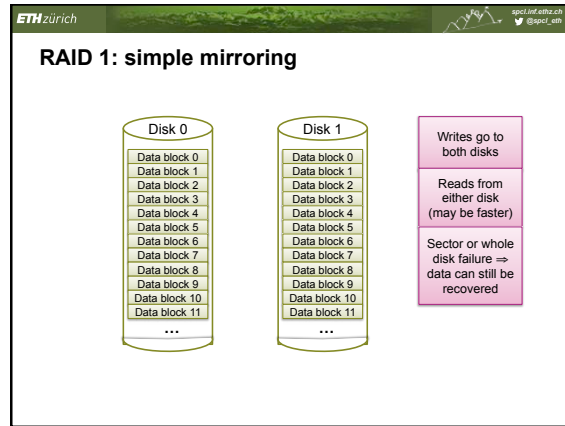 ETHzürich
spcl.inf.ethz.ch
@spcl_eth
RAID 1: simple mirroring
Disk 0
Data block 0
Data block 1
Data block 2
Data block 3
Data block 4
Data block 5
Data block 6
Data block 7
Data block 8
Data block 9
Data block 10
Data block 11
...
Disk 1
Data block 0
Data block 1
Data block 2
Data block 3
Data block 4
Data block 5
Data block 6
Data block 7
Data block 8
Data block 9
Data block 10
Data block 11
...
Writes go to
both disks
Reads from
either disk
(may be faster)
Sector or whole
disk failure ⇒
data can still be
recovered